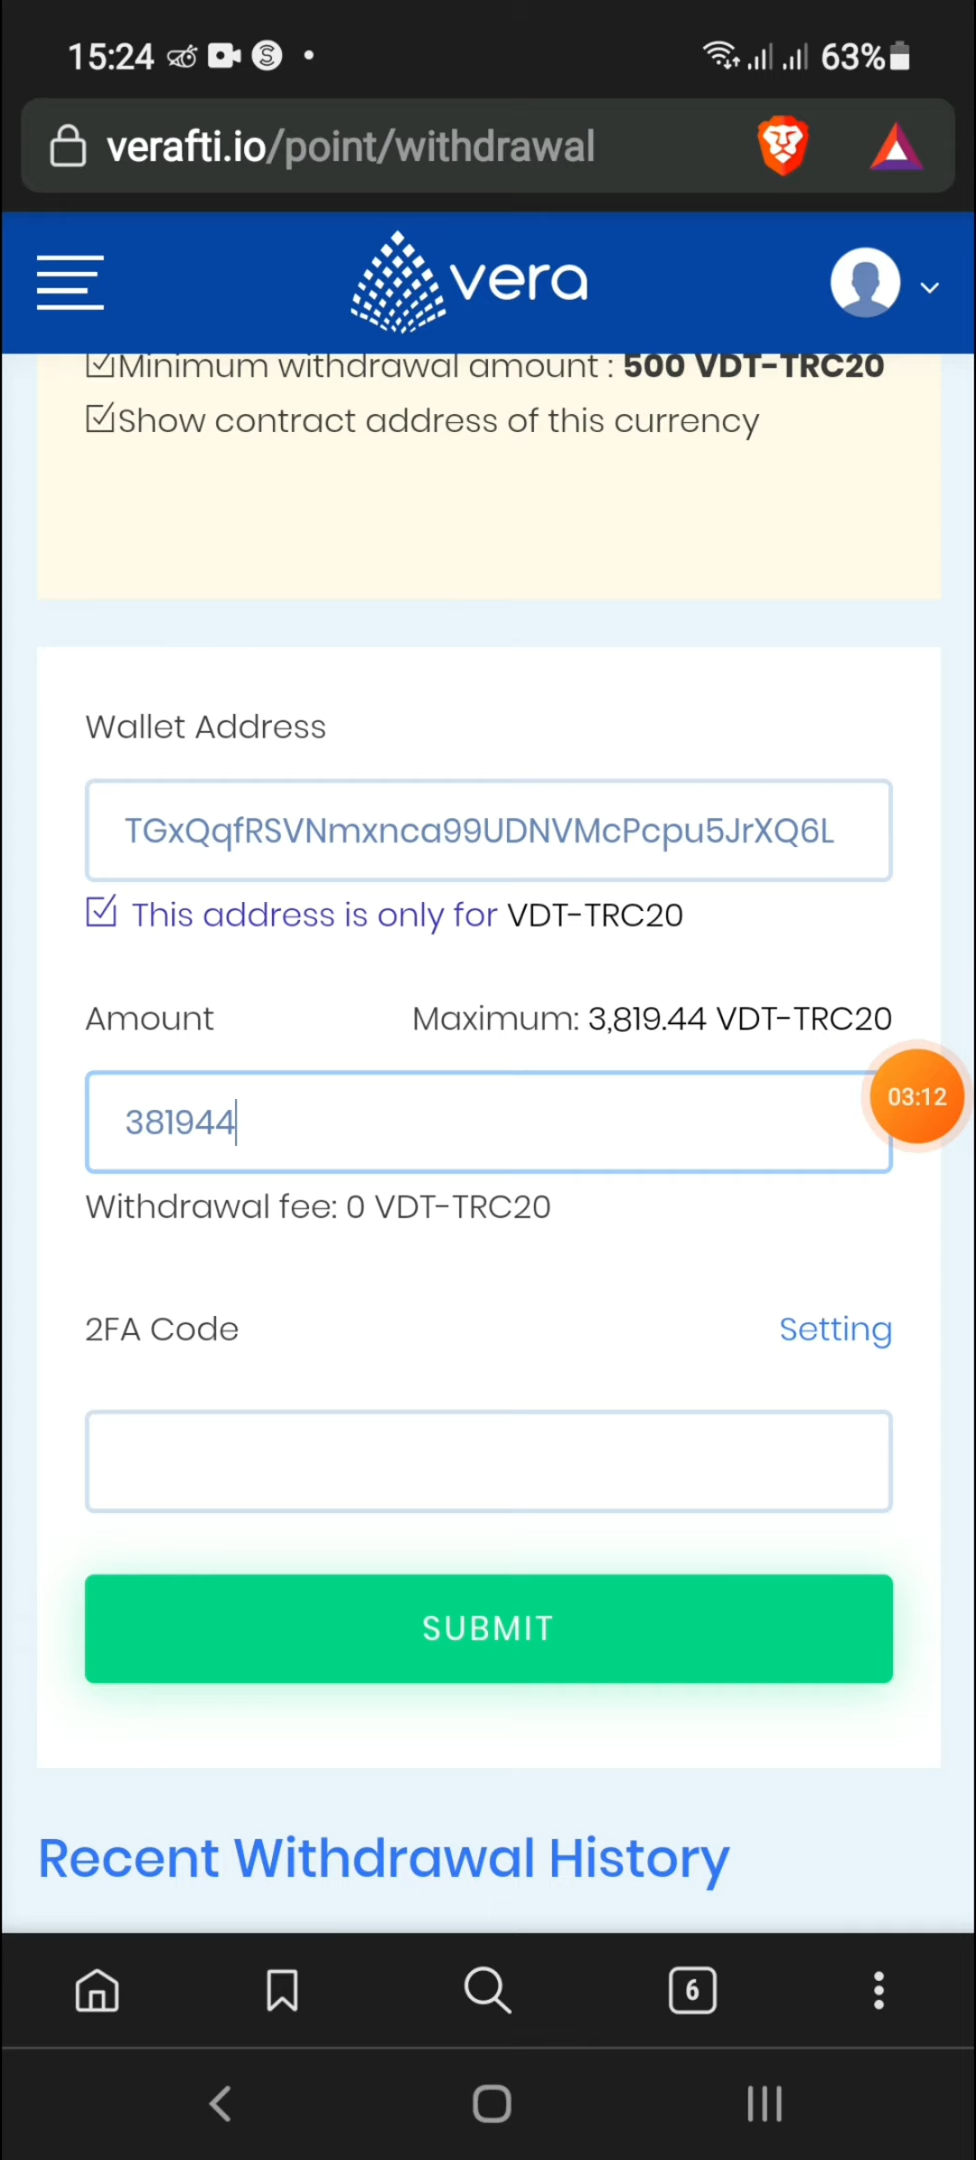 15:24
63%
verafti.io/point/withdrawal
vera
Minimum withdrawal amount : 500 VDT-TRC20
Show contract address of this currency
Wallet Address
TGxQqfRSVNmxnca99UDNVMcPcpu5JrXQ6L
This address is only for VDT-TRC20
Amount Maximum: 3,819.44 VDT-TRC20
03:12
381944
Withdrawal fee: 0 VDT-TRC20
2FA Code Setting
SUBMIT
Recent Withdrawal History
6